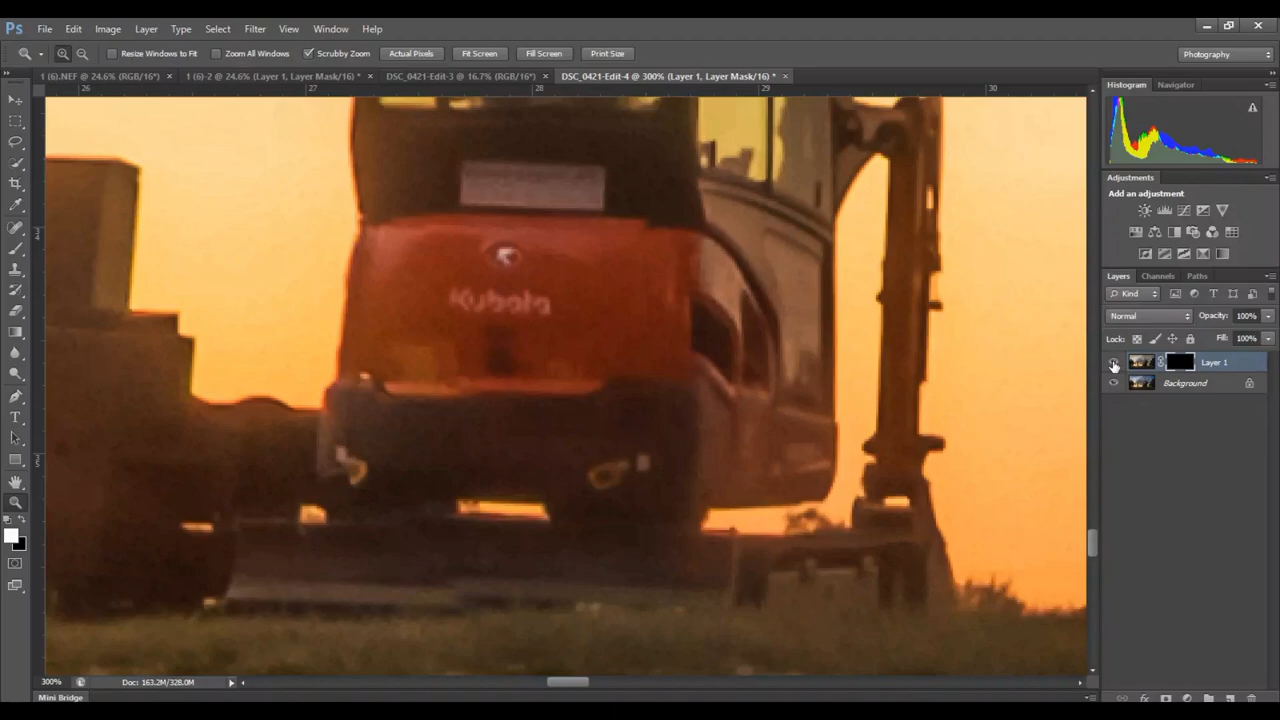 Ps File Edit Image Layer Type Select Filter View Window Help
Resize Windows to Fit Zoom All Windows Scrubby Zoom Actual Pixels Fit Screen Fill Screen Print Size Photography
1 (6).NEF @ 24.6% (RGB/16*) × 1 (6)-2 @ 24.6% (Layer 1, Layer Mask/16) * × DSC_0421-Edit-3 @ 16.7% (RGB/16*) × DSC_0421-Edit-4 @ 300% (Layer 1, Layer Mask/16) * ×
26 27 28 29 30
Histogram Navigator
Adjustments
Add an adjustment
3
4
Kubota
Layers Channels Paths
Kind
Normal Opacity: 100%
Lock: Fill: 100%
Layer 1
Background
3
5
300% Doc: 163.2M/328.0M
Mini Bridge